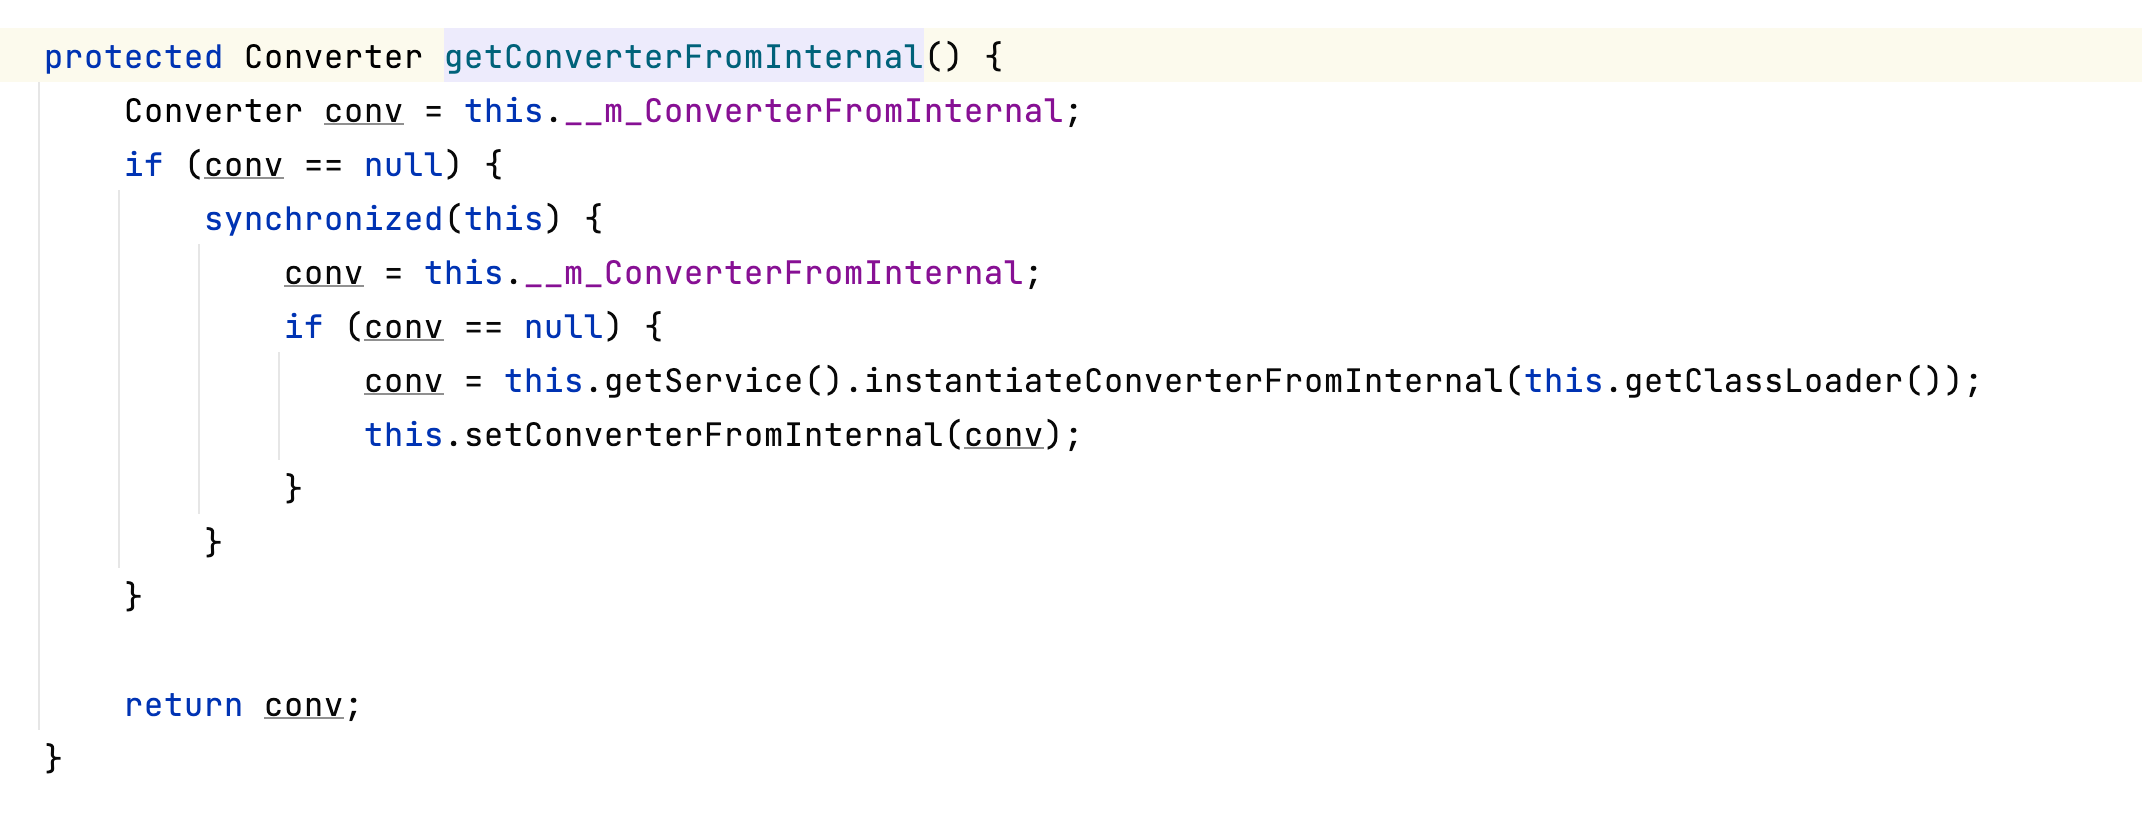 protected Converter getConverterFromInternal() {
    Converter conv = this.__m_ConverterFromInternal;
    if (conv == null) {
        synchronized(this) {
            conv = this.__m_ConverterFromInternal;
            if (conv == null) {
                conv = this.getService().instantiateConverterFromInternal(this.getClassLoader());
                this.setConverterFromInternal(conv);
            }
        }
    }

    return conv;
}